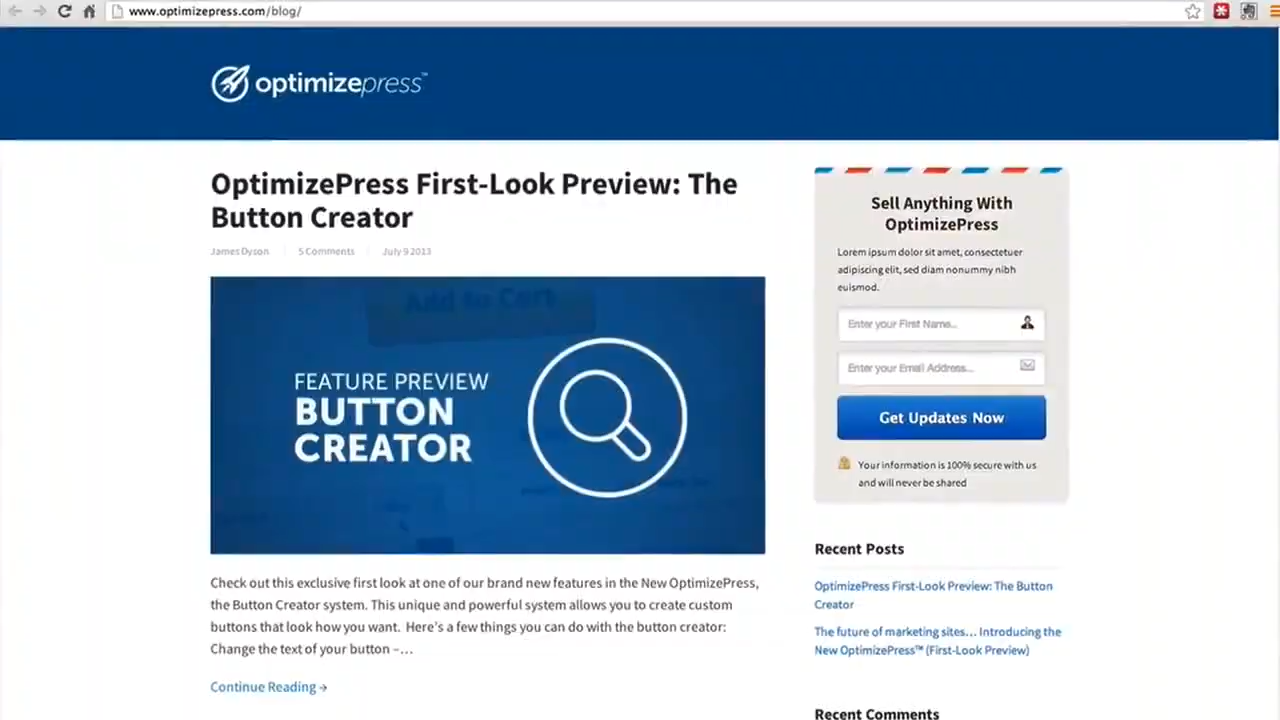 www.optimizepress.com/blog/
optimizepress™
OptimizePress First-Look Preview: The
Button Creator
James Dyson
5 Comments
July 9 2013
Add to Cart
FEATURE PREVIEW
BUTTON
CREATOR
Check out this exclusive first look at one of our brand new features in the New OptimizePress,
the Button Creator system. This unique and powerful system allows you to create custom
buttons that look how you want. Here's a few things you can do with the button creator:
Change the text of your button –…
Continue Reading →
Sell Anything With
OptimizePress
Lorem ipsum dolor sit amet, consectetuer
adipiscing elit, sed diam nonummy nibh
euismod.
Enter your First Name...
Enter your Email Address...
Get Updates Now
Your information is 100% secure with us
and will never be shared
Recent Posts
OptimizePress First-Look Preview: The Button
Creator
The future of marketing sites… Introducing the
New OptimizePress™ (First-Look Preview)
Recent Comments